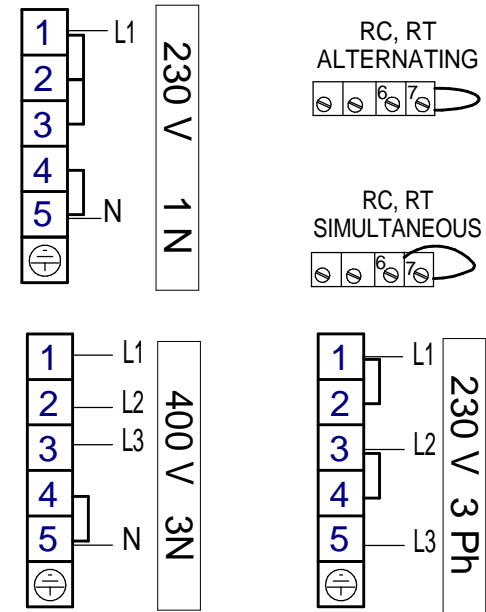 1
L1
2
3
4
5
N
230 V 1 N
RC, RT
ALTERNATING
6 7
RC, RT
SIMULTANEOUS
6 7
1
L1
2
L2
3
L3
4
5
N
400 V 3N
1
L1
2
3
L2
4
5
L3
230 V 3 Ph